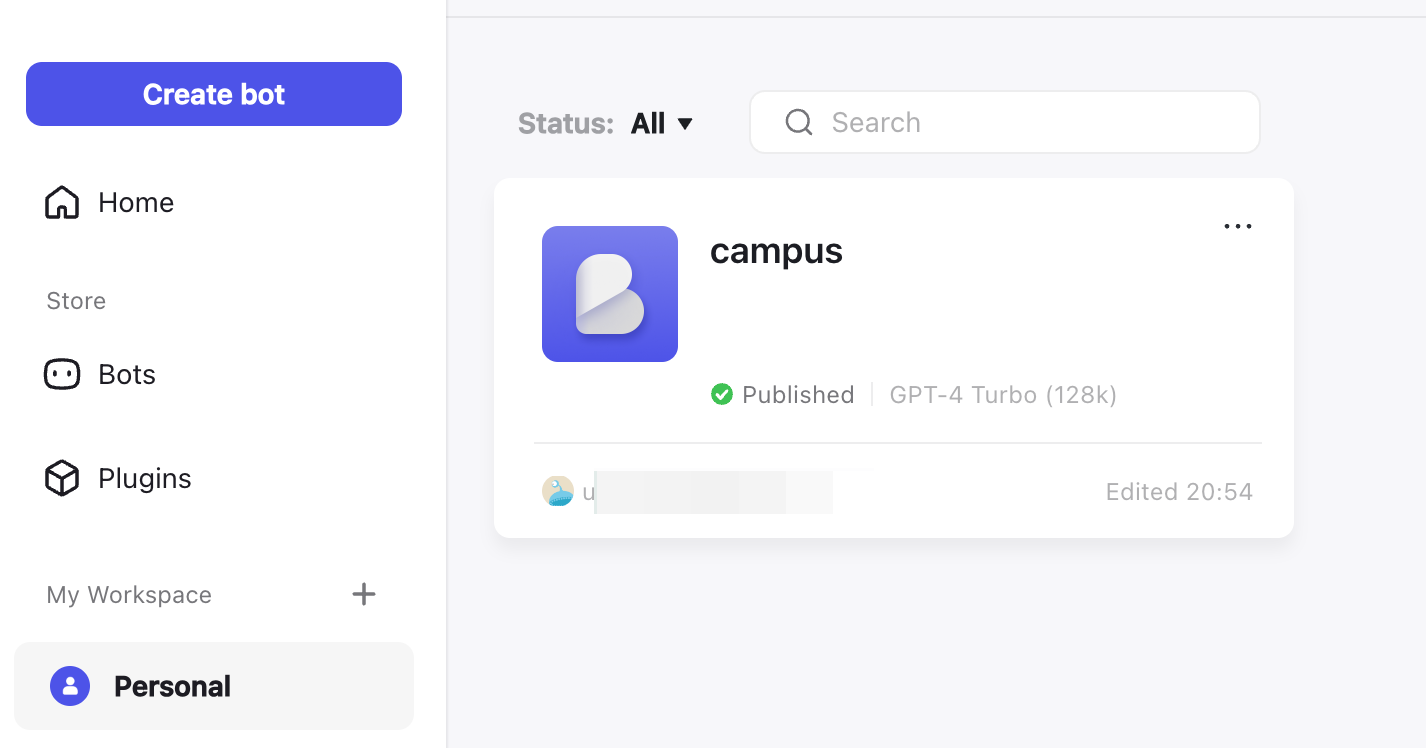 Create bot
Home
Store
Bots
Plugins
My Workspace
Personal
Status: All
Search
campus
Published
GPT-4 Turbo (128k)
u
Edited 20:54